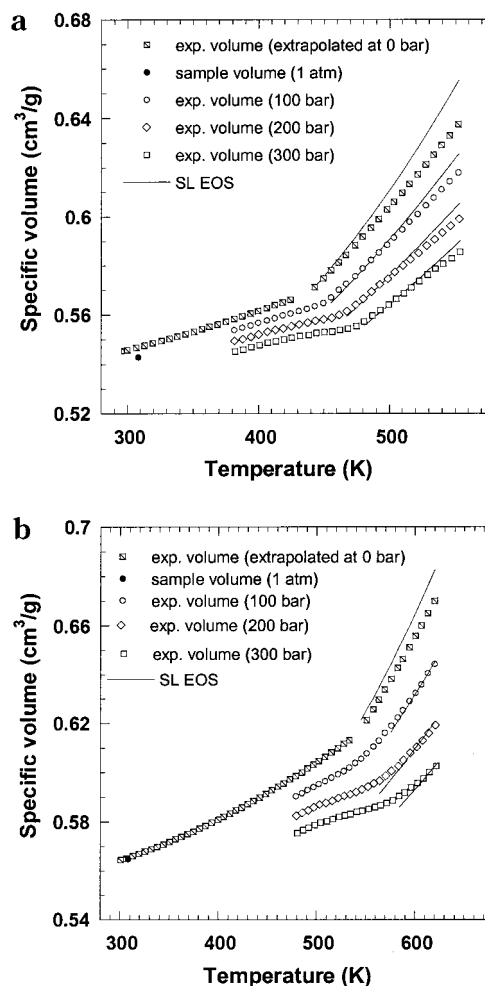 a
0.68
exp. volume (extrapolated at 0 bar)
sample volume (1 atm)
exp. volume (100 bar)
exp. volume (200 bar)
exp. volume (300 bar)
SL EOS
0.64
0.6
0.56
0.52
Specific volume (cm³/g)
300
400
500
Temperature (K)
b
0.7
exp. volume (extrapolated at 0 bar)
sample volume (1 atm)
exp. volume (100 bar)
exp. volume (200 bar)
exp. volume (300 bar)
SL EOS
0.66
0.62
0.58
0.54
Specific volume (cm³/g)
300
400
500
600
Temperature (K)